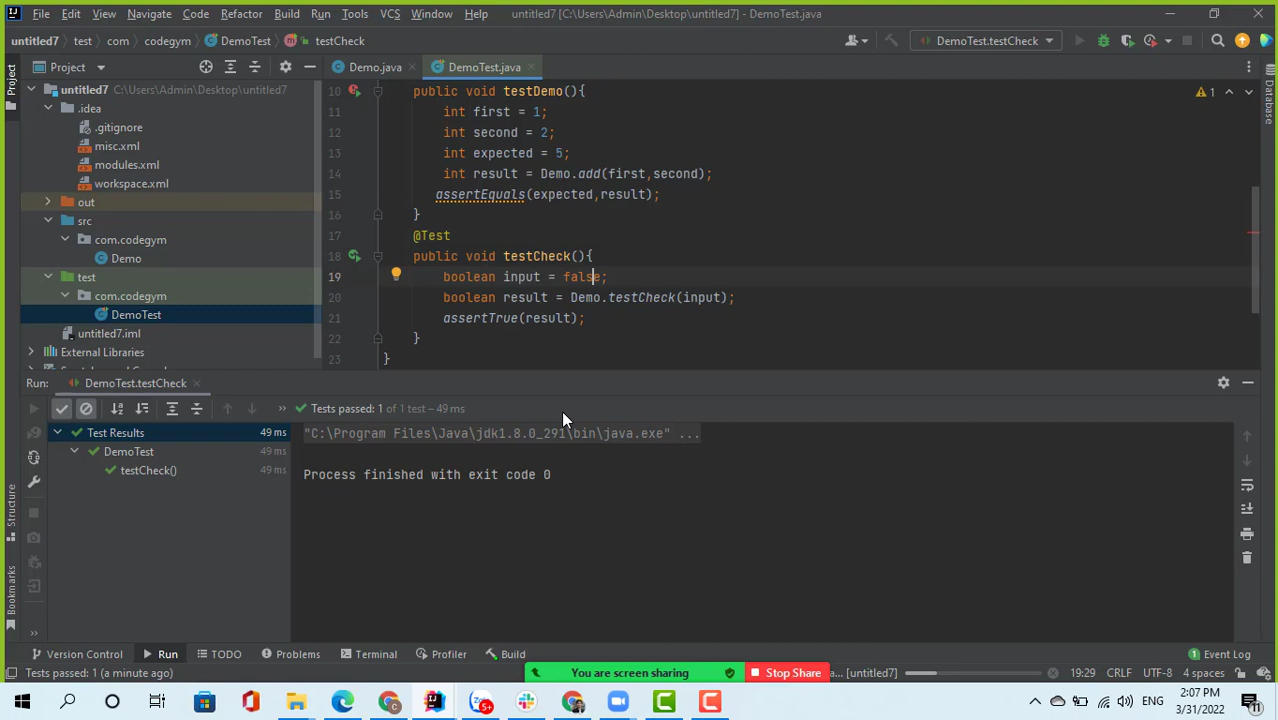 File Edit View Navigate Code Refactor Build Run Tools VCS Window Help untitled7 [C:\Users\Admin\Desktop\untitled7] - DemoTest.java
untitled7 test com codegym DemoTest testCheck DemoTest.testCheck
Project Demo.java DemoTest.java
Project
Database
untitled7 C:\Users\Admin\Desktop\untitled7
.idea
.gitignore
misc.xml
modules.xml
workspace.xml
out
src
com.codegym
Demo
test
com.codegym
DemoTest
untitled7.iml
External Libraries
1
10 public void testDemo(){
11 int first = 1;
12 int second = 2;
13 int expected = 5;
14 int result = Demo.add(first,second);
15 assertEquals(expected,result);
16 }
17 @Test
18 public void testCheck(){
19 boolean input = false;
20 boolean result = Demo.testCheck(input);
21 assertTrue(result);
22 }
23 }
Run: DemoTest.testCheck
Tests passed: 1 of 1 test – 49 ms
Test Results 49 ms
DemoTest 49 ms
testCheck() 49 ms
"C:\Program Files\Java\jdk1.8.0_291\bin\java.exe" ...
Process finished with exit code 0
Structure
Bookmarks
Version Control Run TODO Problems Terminal Profiler Build 1 Event Log
Tests passed: 1 (a minute ago) You are screen sharing Stop Share a... [untitled7] 19:29 CRLF UTF-8 4 spaces
5+
ENG 2:07 PM
3/31/2022 11